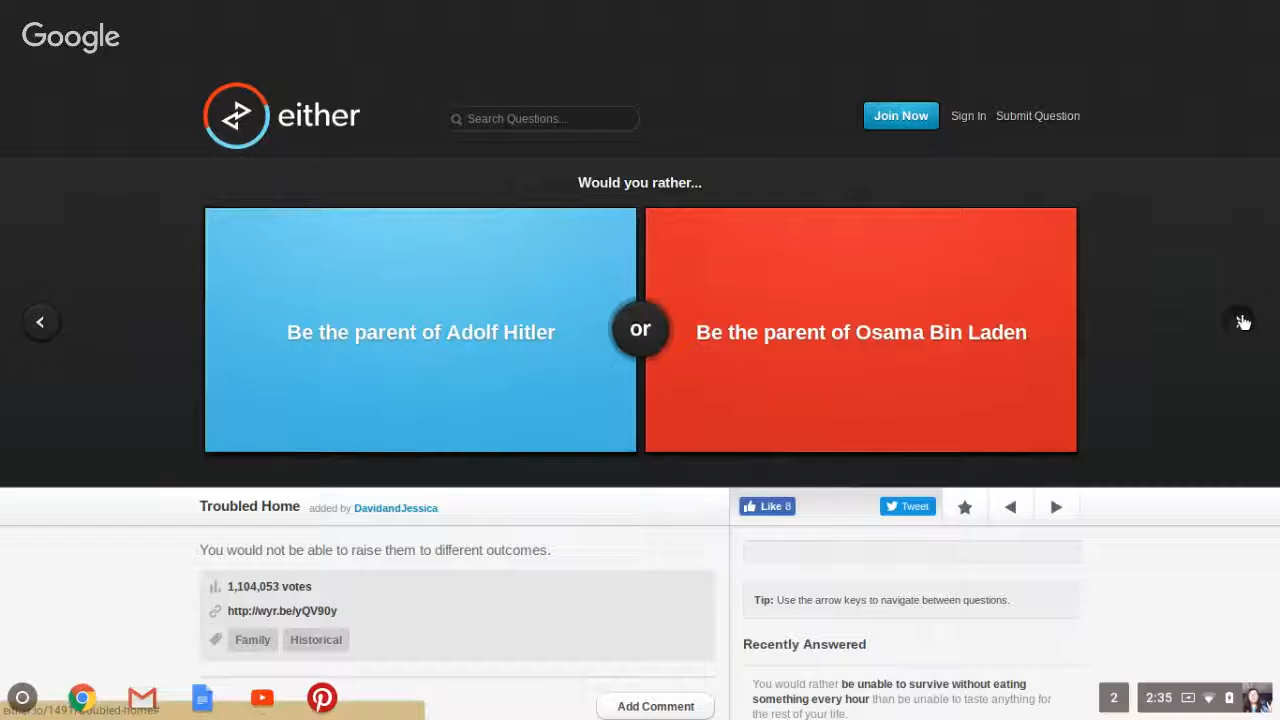 Google
either
Search Questions...
Join Now
Sign In
Submit Question
Would you rather...
Be the parent of Adolf Hitler
or
Be the parent of Osama Bin Laden
Troubled Home added by DavidandJessica
Like 8
Tweet
You would not be able to raise them to different outcomes.
1,104,053 votes
http://wyr.be/yQV90y
Family
Historical
Add Comment
Tip: Use the arrow keys to navigate between questions.
Recently Answered
You would rather be unable to survive without eating
something every hour than be unable to taste anything for
the rest of your life.
2
2:35